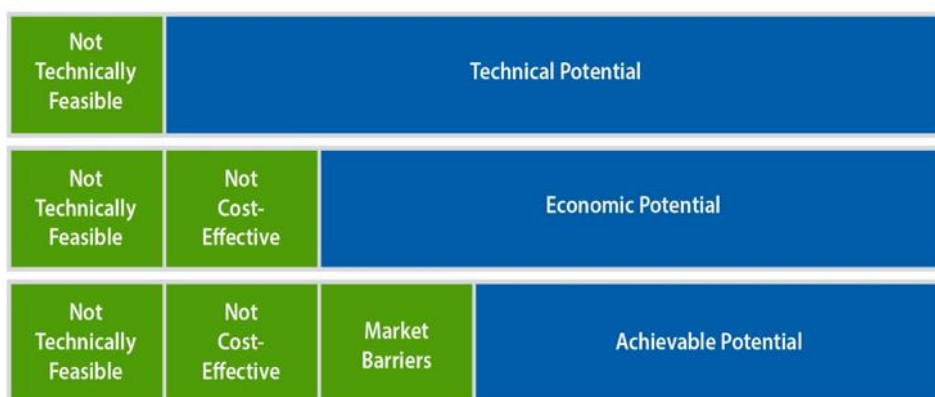 Not
Technically
Feasible
Technical Potential
Not
Technically
Feasible
Not
Cost-
Effective
Economic Potential
Not
Technically
Feasible
Not
Cost-
Effective
Market
Barriers
Achievable Potential